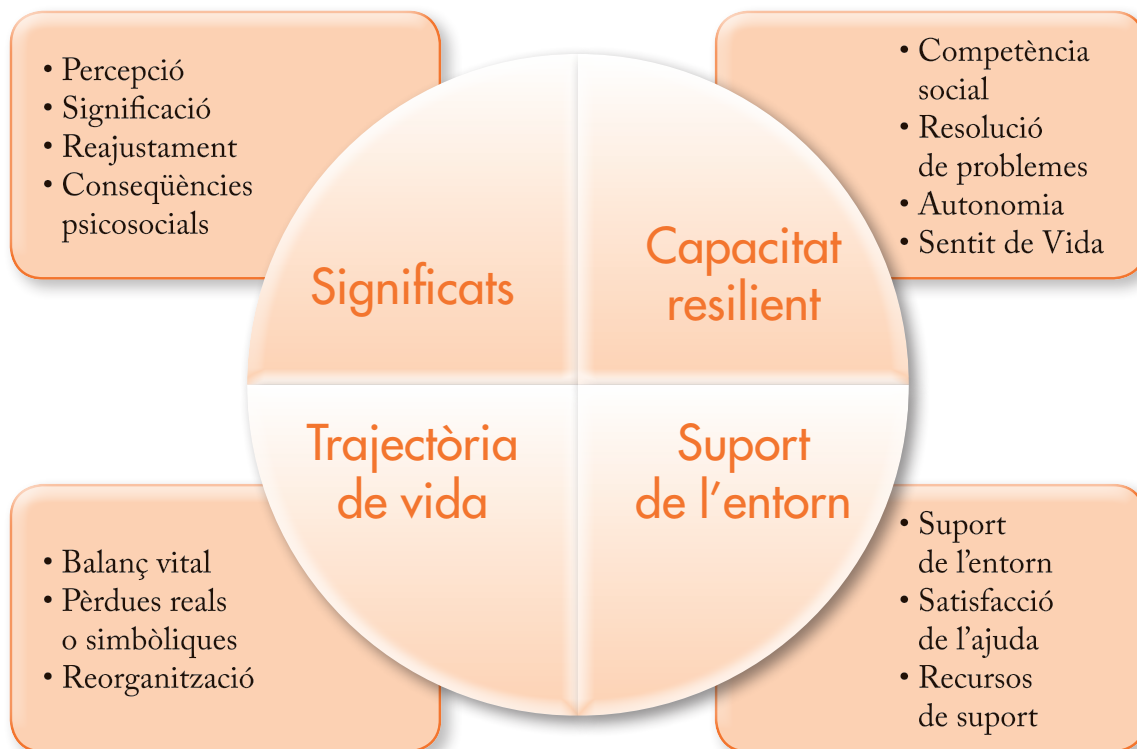 • Percepció
• Significació
• Reajustament
• Conseqüències
psicosocials
• Competència
social
• Resolució
de problemes
• Autonomia
• Sentit de Vida
Significats
Capacitat
resilient
Trajectòria
de vida
Suport
de l’entorn
• Balanç vital
• Pèrdues reals
o simbòliques
• Reorganització
• Suport
de l’entorn
• Satisfacció
de l’ajuda
• Recursos
de suport